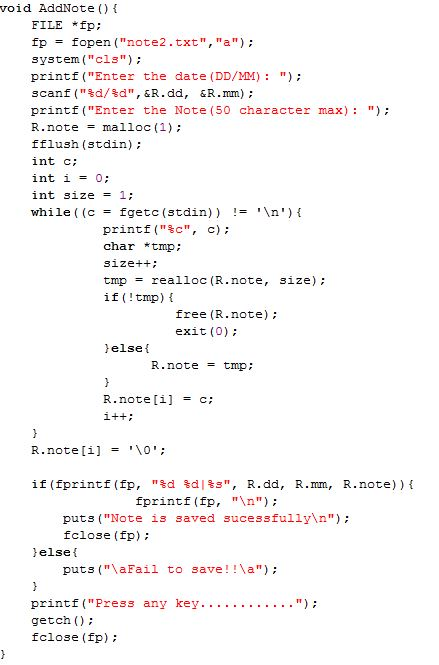 void AddNote(){
    FILE *fp;
    fp = fopen("note2.txt","a");
    system("cls");
    printf("Enter the date(DD/MM): ");
    scanf("%d/%d",&R.dd, &R.mm);
    printf("Enter the Note(50 character max): ");
    R.note = malloc(1);
    fflush(stdin);
    int c;
    int i = 0;
    int size = 1;
    while((c = fgetc(stdin)) != '\n'){
            printf("%c", c);
            char *tmp;
            size++;
            tmp = realloc(R.note, size);
            if(!tmp){
                    free(R.note);
                    exit(0);
            }else{
                 R.note = tmp;
            }
            R.note[i] = c;
            i++;
    }
    R.note[i] = '\0';

    if(fprintf(fp, "%d %d|%s", R.dd, R.mm, R.note)){
                fprintf(fp, "\n");
        puts("Note is saved sucessfully\n");
        fclose(fp);
    }else{
        puts("\aFail to save!!\a");
    }
    printf("Press any key............");
    getch();
    fclose(fp);
}